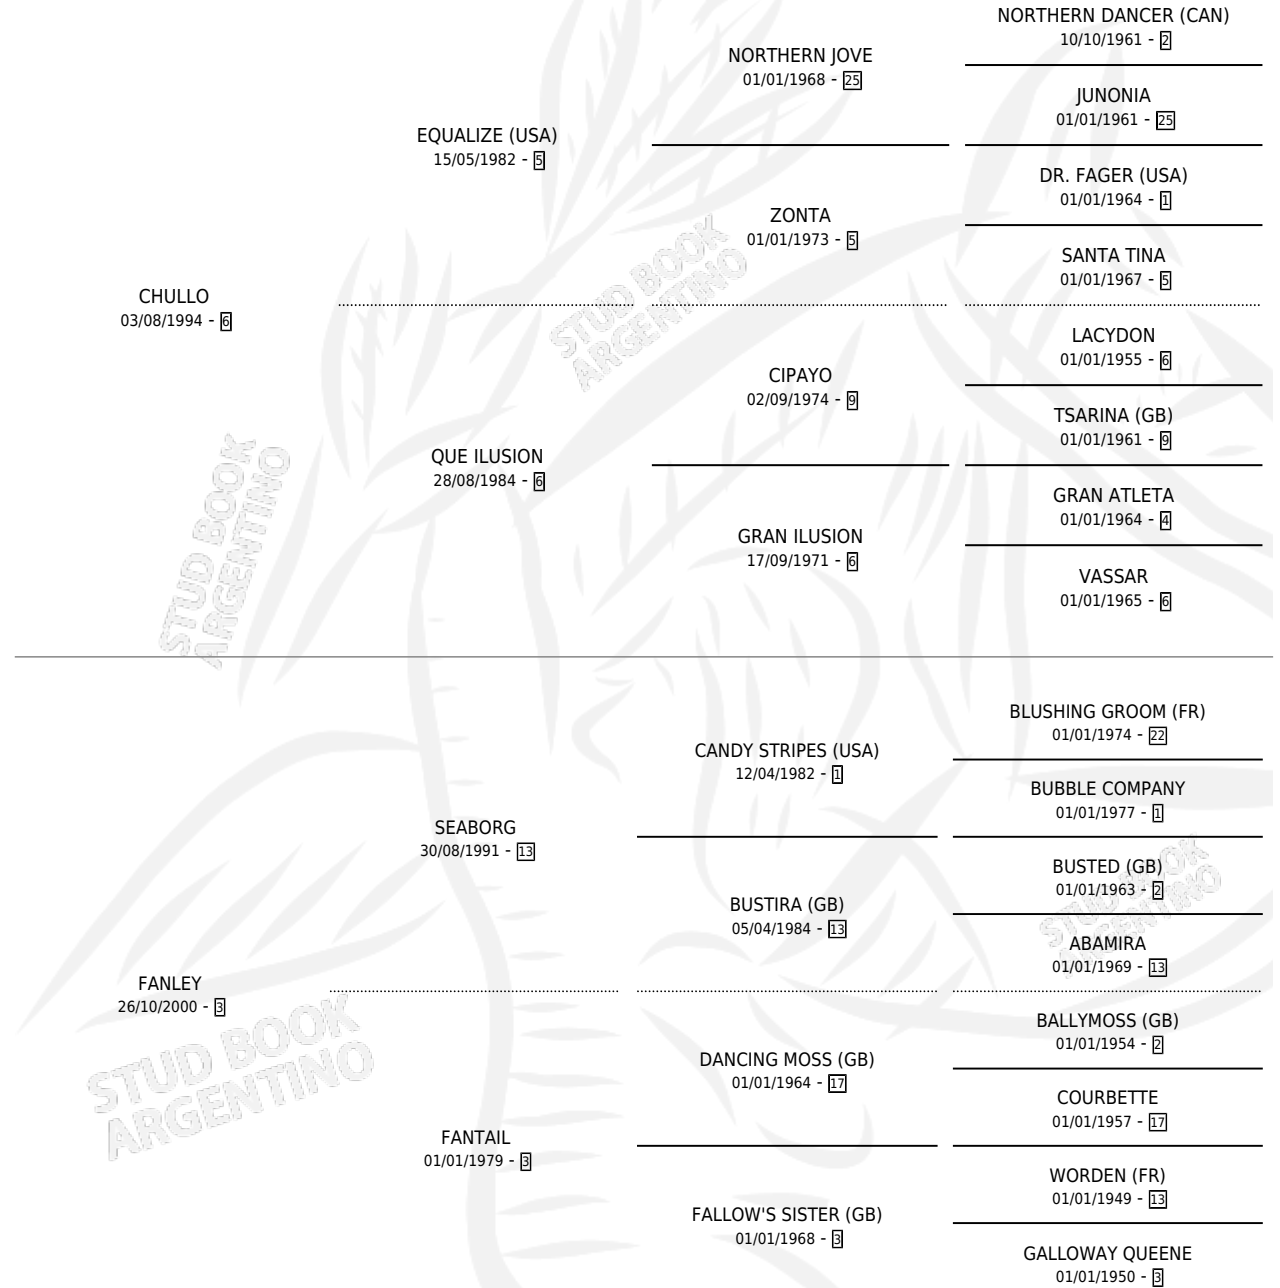 NORTHERN DANCER (CAN)
10/10/1961 - 2
NORTHERN JOVE
01/01/1968 - 25
JUNONIA
01/01/1961 - 25
EQUALIZE (USA)
15/05/1982 - 5
DR. FAGER (USA)
01/01/1964 - 1
ZONTA
01/01/1973 - 5
SANTA TINA
01/01/1967 - 5
CHULLO
03/08/1994 - 6
STUD BOOK
ARGENTINO
LACYDON
01/01/1955 - 6
CIPAYO
02/09/1974 - 9
TSARINA (GB)
01/01/1961 - 9
QUE ILUSION
28/08/1984 - 6
GRAN ATLETA
01/01/1964 - 4
GRAN ILUSION
17/09/1971 - 6
VASSAR
01/01/1965 - 6
STUD BOOK
ARGENTINO
BLUSHING GROOM (FR)
01/01/1974 - 22
CANDY STRIPES (USA)
12/04/1982 - 1
BUBBLE COMPANY
01/01/1977 - 1
SEABORG
30/08/1991 - 13
BUSTED (GB)
01/01/1963 - 2
BUSTIRA (GB)
05/04/1984 - 13
ABAMIRA
01/01/1969 - 13
STUD BOOK
ARGENTINO
FANLEY
26/10/2000 - 3
BALLYMOSS (GB)
01/01/1954 - 2
DANCING MOSS (GB)
01/01/1964 - 17
COURBETTE
01/01/1957 - 17
STUD BOOK
ARGENTINO
FANTAIL
01/01/1979 - 3
WORDEN (FR)
01/01/1949 - 13
FALLOW'S SISTER (GB)
01/01/1968 - 3
GALLOWAY QUEENE
01/01/1950 - 3